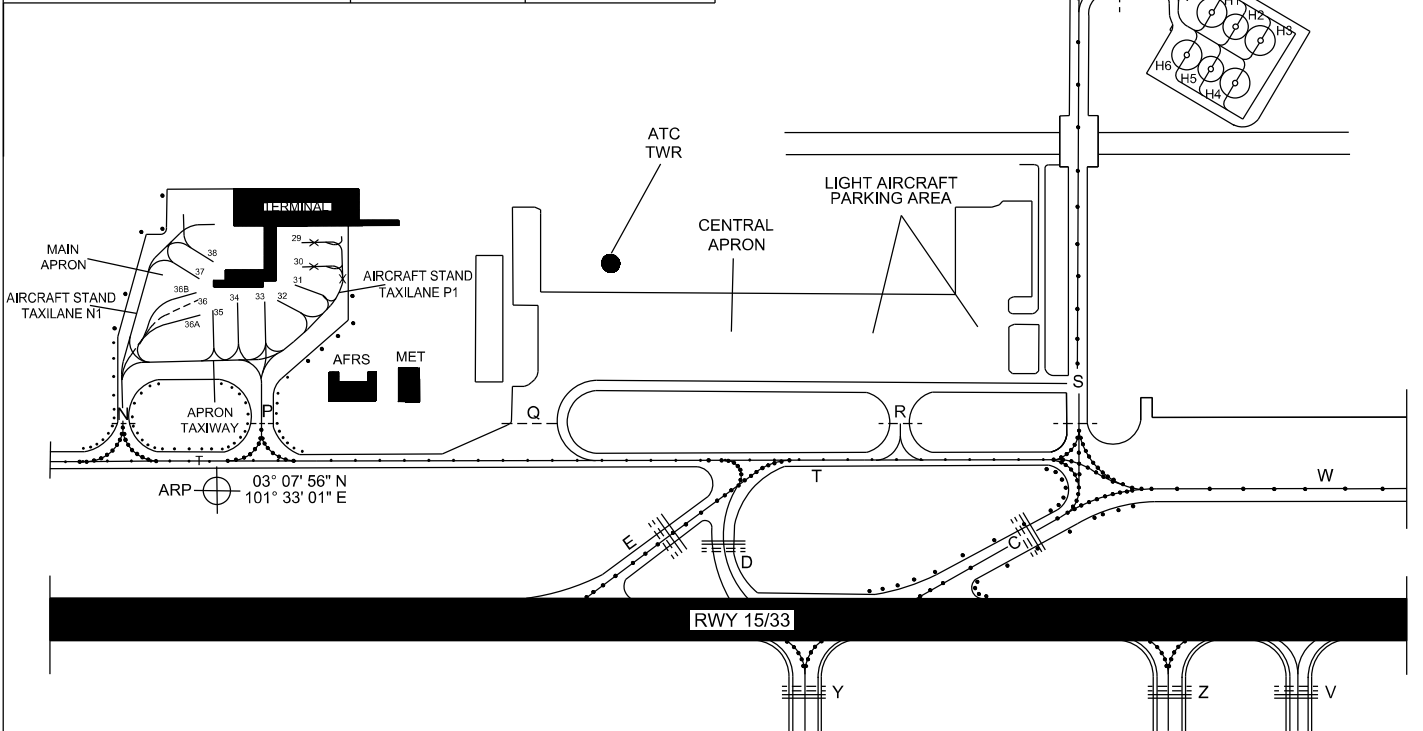 H1
H2
H3
H6
H5
H4
ATC
TWR
LIGHT AIRCRAFT
PARKING AREA
TERMINAL
CENTRAL
APRON
MAIN
APRON
29
38
30
37
31
AIRCRAFT STAND
TAXILANE P1
36B
AIRCRAFT STAND
TAXILANE N1
36
34
33
32
35
36A
AFRS
MET
S
N
APRON
TAXIWAY
P
Q
R
T
T
W
ARP
03° 07' 56" N
101° 33' 01" E
E
D
C
RWY 15/33
Y
Z
V